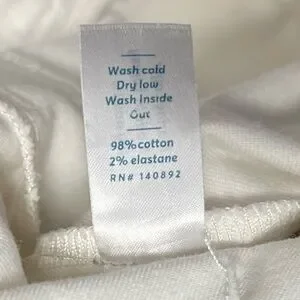 Wash cold
Dry low
Wash Inside
Out
98% cotton
2% elastane
RN# 140892